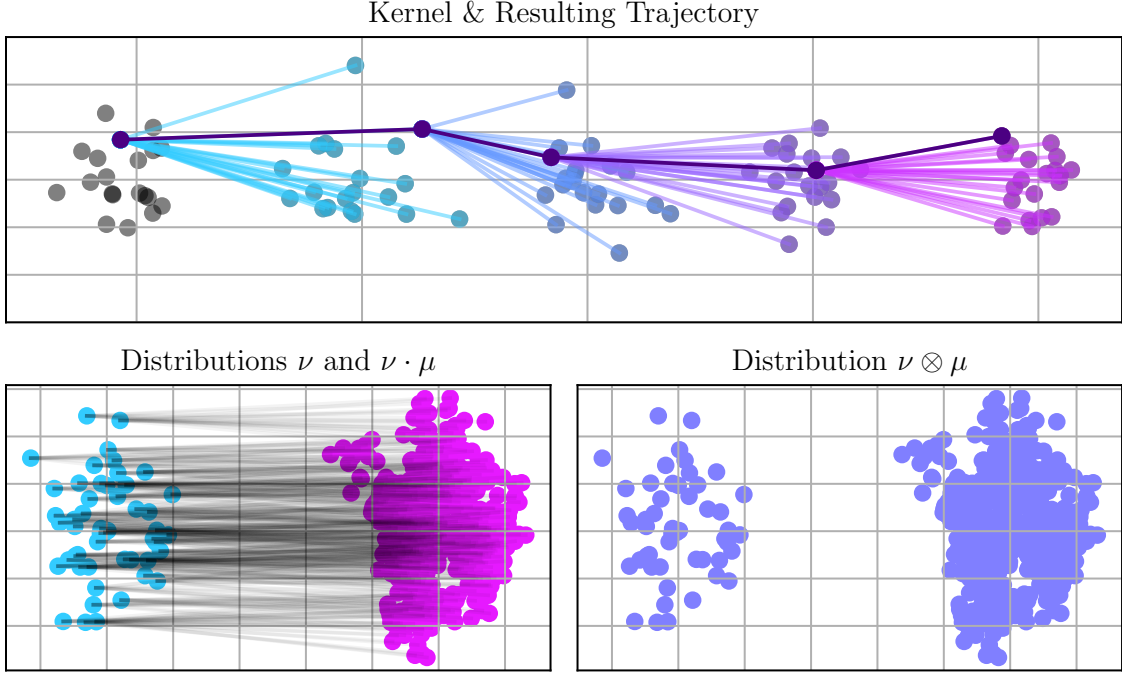 Kernel & Resulting Trajectory
Distributions ν and ν · μ
Distribution ν ⊗ μ